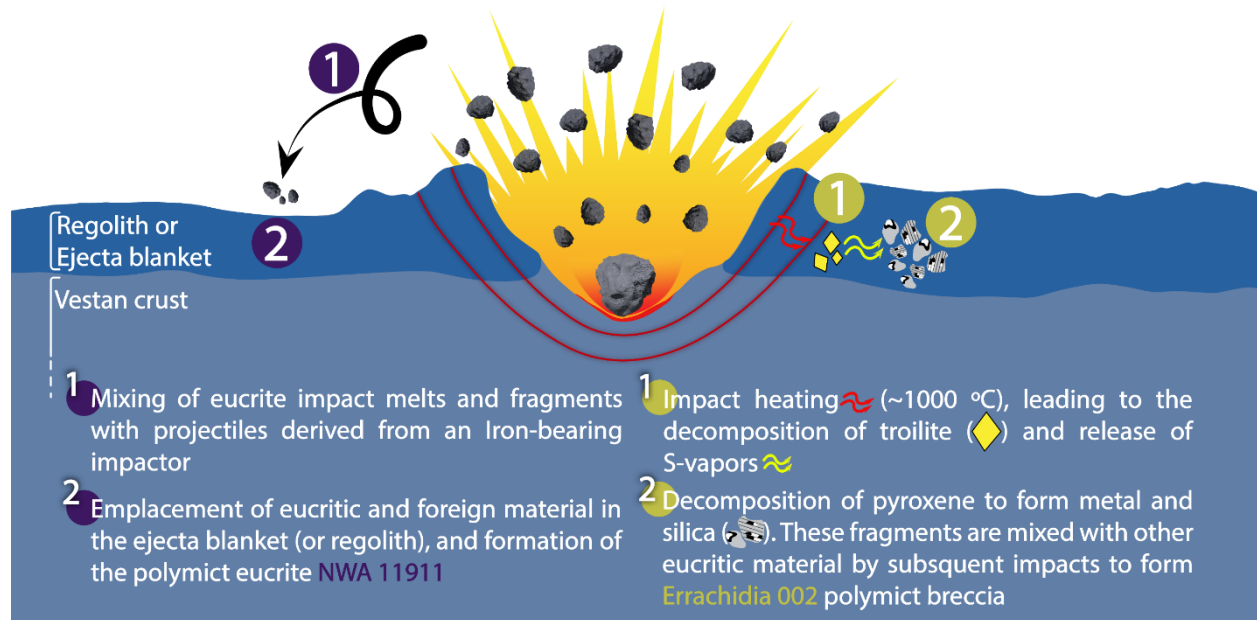 1
2
1
2
Regolith or
Ejecta blanket
Vestan crust
1 Mixing of eucrite impact melts and fragments
with projectiles derived from an Iron-bearing
impactor
2 Emplacement of eucritic and foreign material in
the ejecta blanket (or regolith), and formation of
the polymict eucrite NWA 11911
1 Impact heating (~1000 ºC), leading to the
decomposition of troilite ( ) and release of
S-vapors
2 Decomposition of pyroxene to form metal and
silica ( ). These fragments are mixed with other
eucritic material by subsquent impacts to form
Errachidia 002 polymict breccia